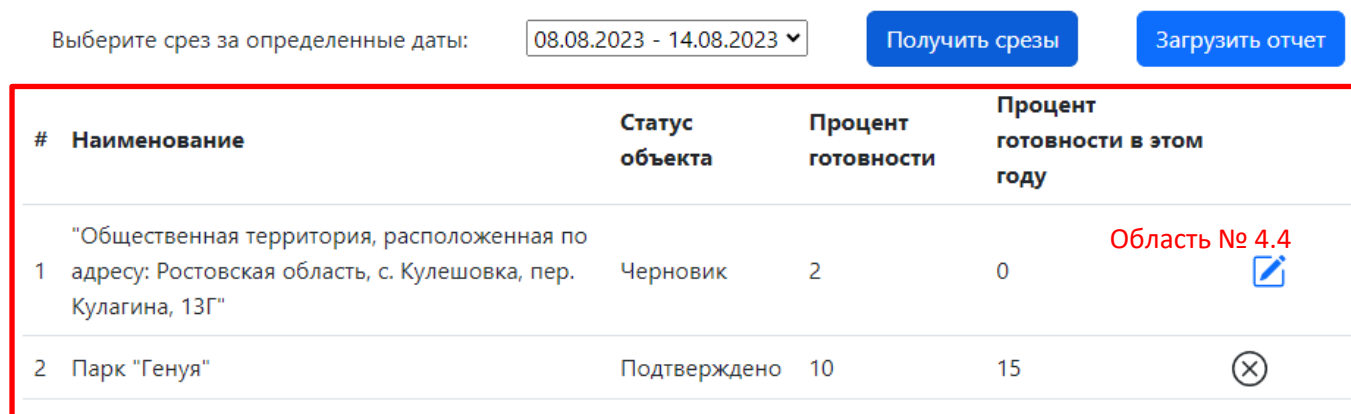 Выберите срез за определенные даты: 08.08.2023 - 14.08.2023 Получить срезы Загрузить отчет
# Наименование Статус объекта Процент готовности Процент готовности в этом году
Область № 4.4
1 "Общественная территория, расположенная по
адресу: Ростовская область, с. Кулешовка, пер.
Кулагина, 13Г" Черновик 2 0
2 Парк "Генуя" Подтверждено 10 15